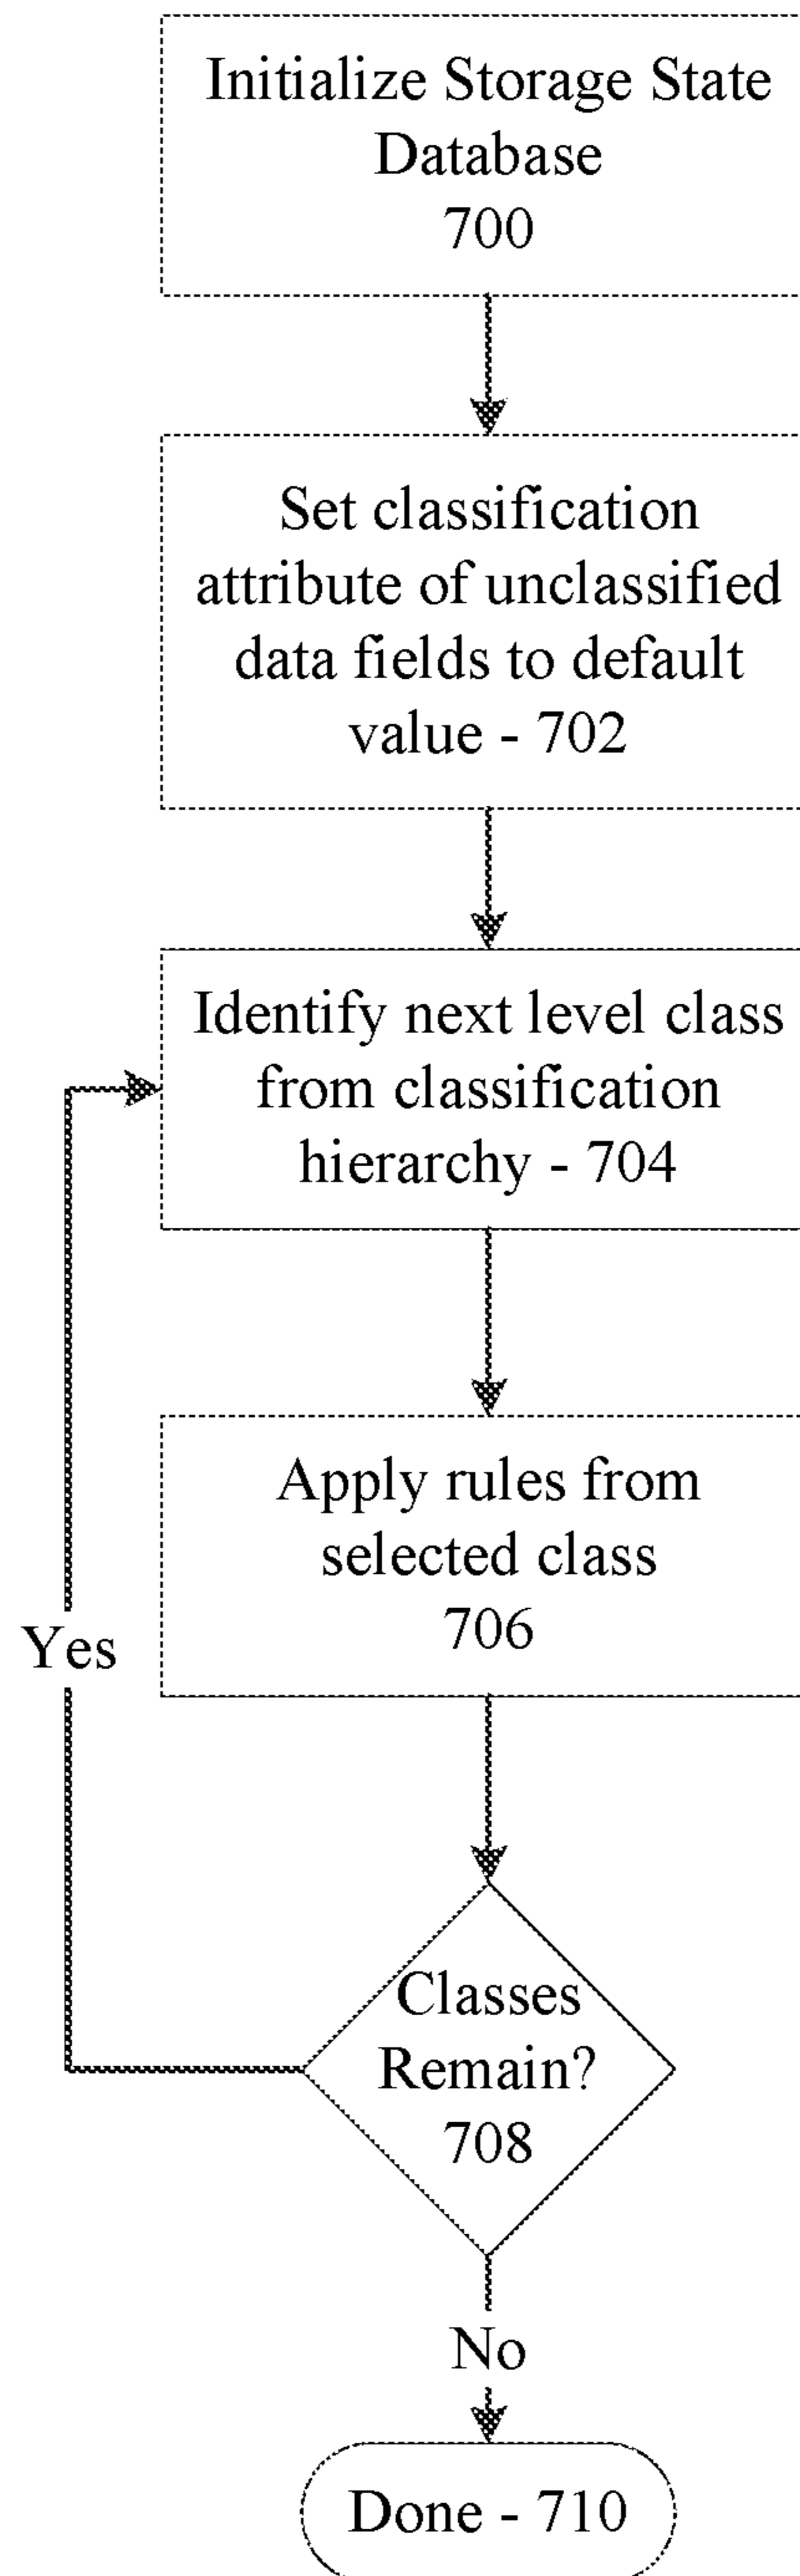 Initialize Storage State
Database
700
Set classification
attribute of unclassified
data fields to default
value - 702
Identify next level class
from classification
hierarchy - 704
Apply rules from
selected class
706
Yes
Classes
Remain?
708
No
Done - 710